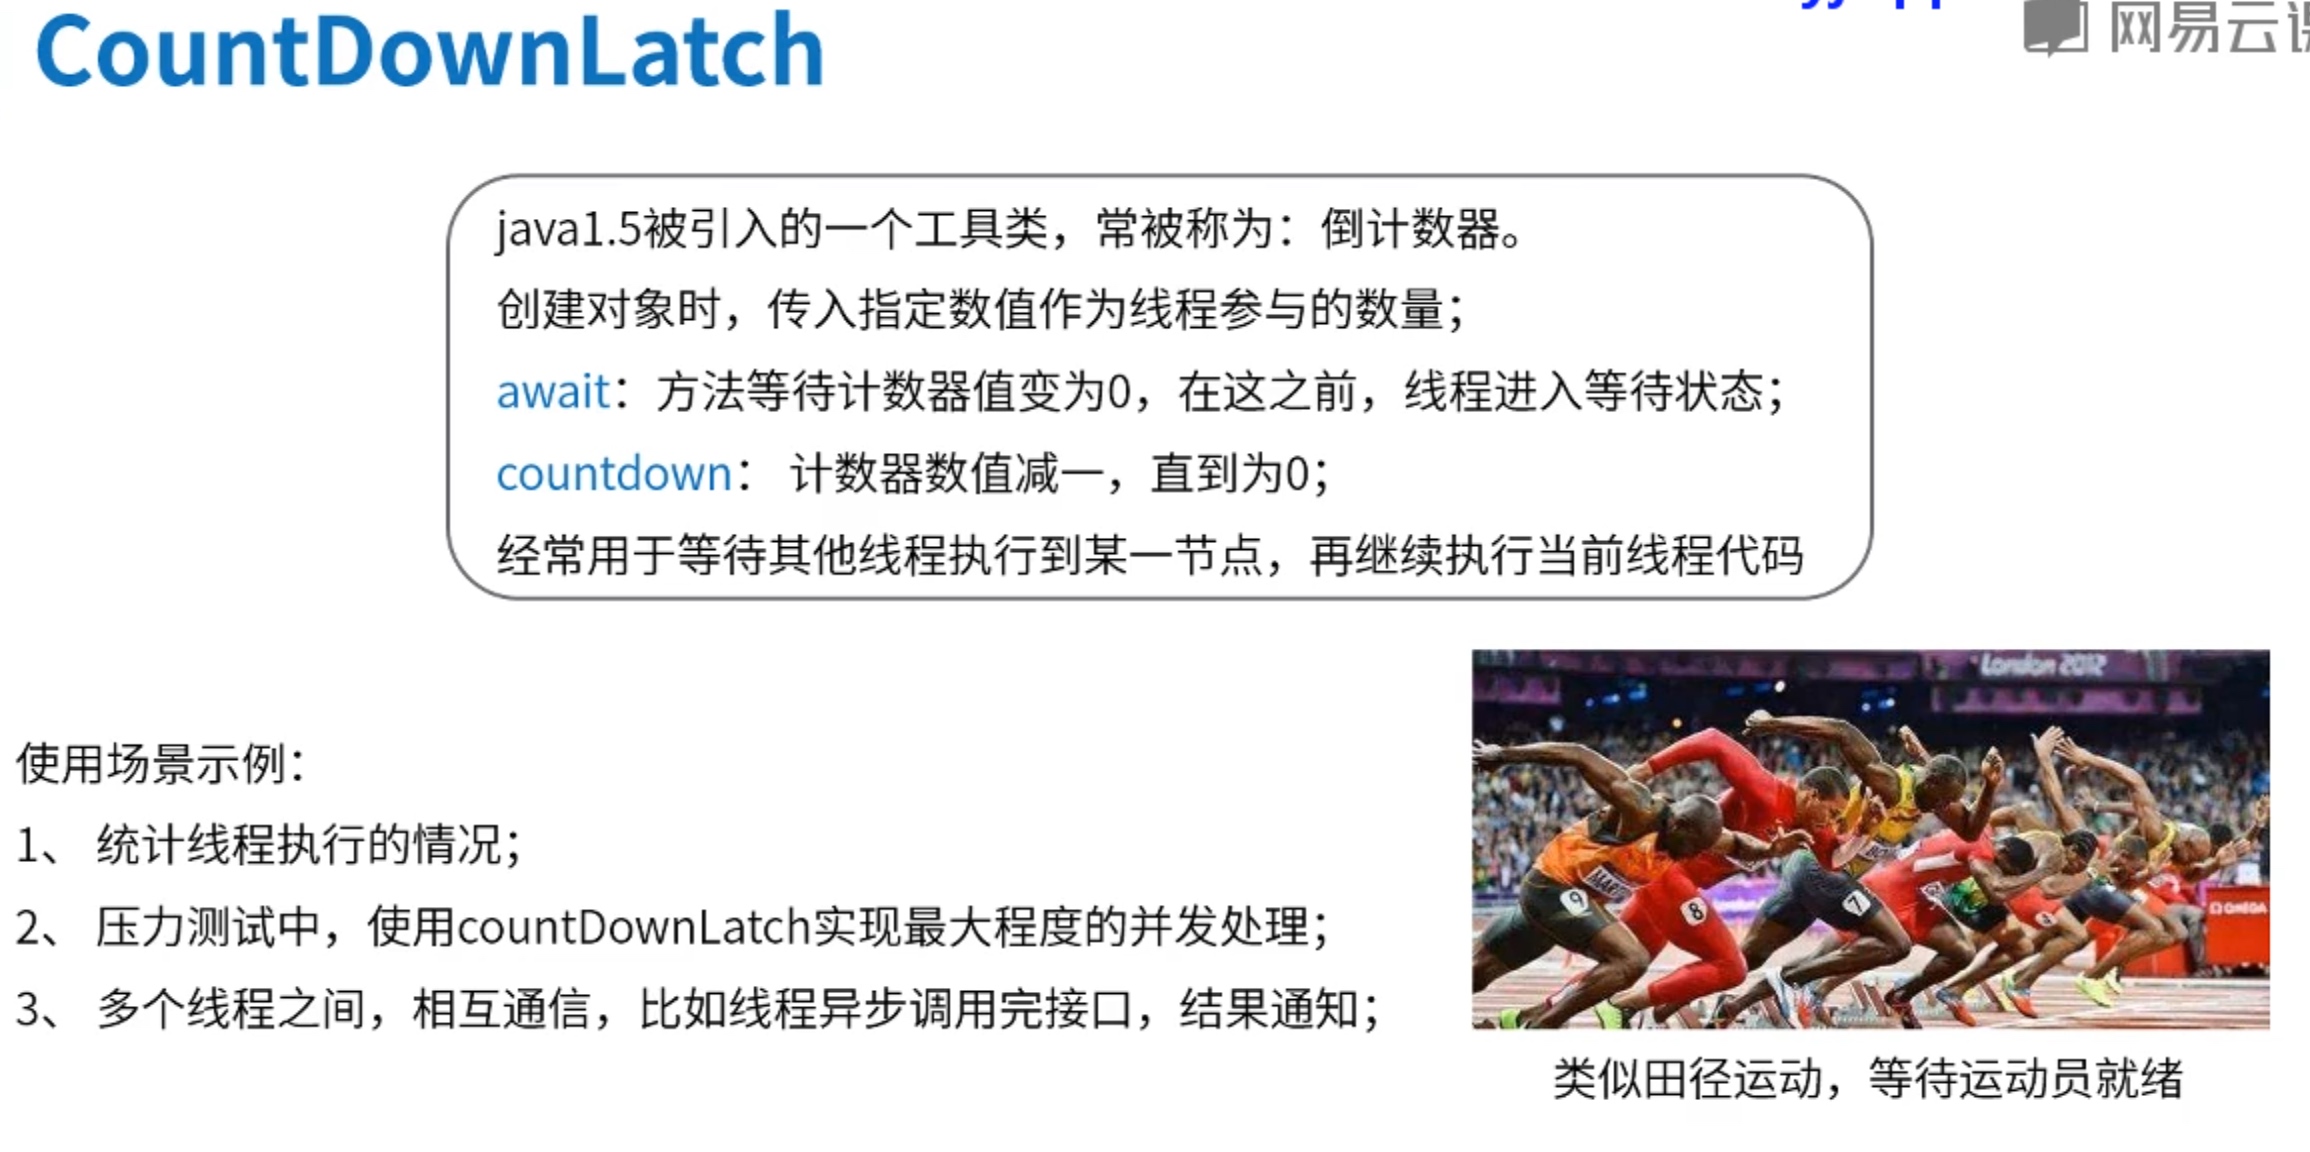 CountDownLatch
网易云课
java1.5被引入的一个工具类，常被称为：倒计数器。
创建对象时，传入指定数值作为线程参与的数量；
await：方法等待计数器值变为0，在这之前，线程进入等待状态；
countdown： 计数器数值减一，直到为0；
经常用于等待其他线程执行到某一节点，再继续执行当前线程代码
London 2012
使用场景示例：
1、 统计线程执行的情况；
2、 压力测试中，使用countDownLatch实现最大程度的并发处理；
3、 多个线程之间，相互通信，比如线程异步调用完接口，结果通知；
9
8
7
OMEGA
类似田径运动，等待运动员就绪